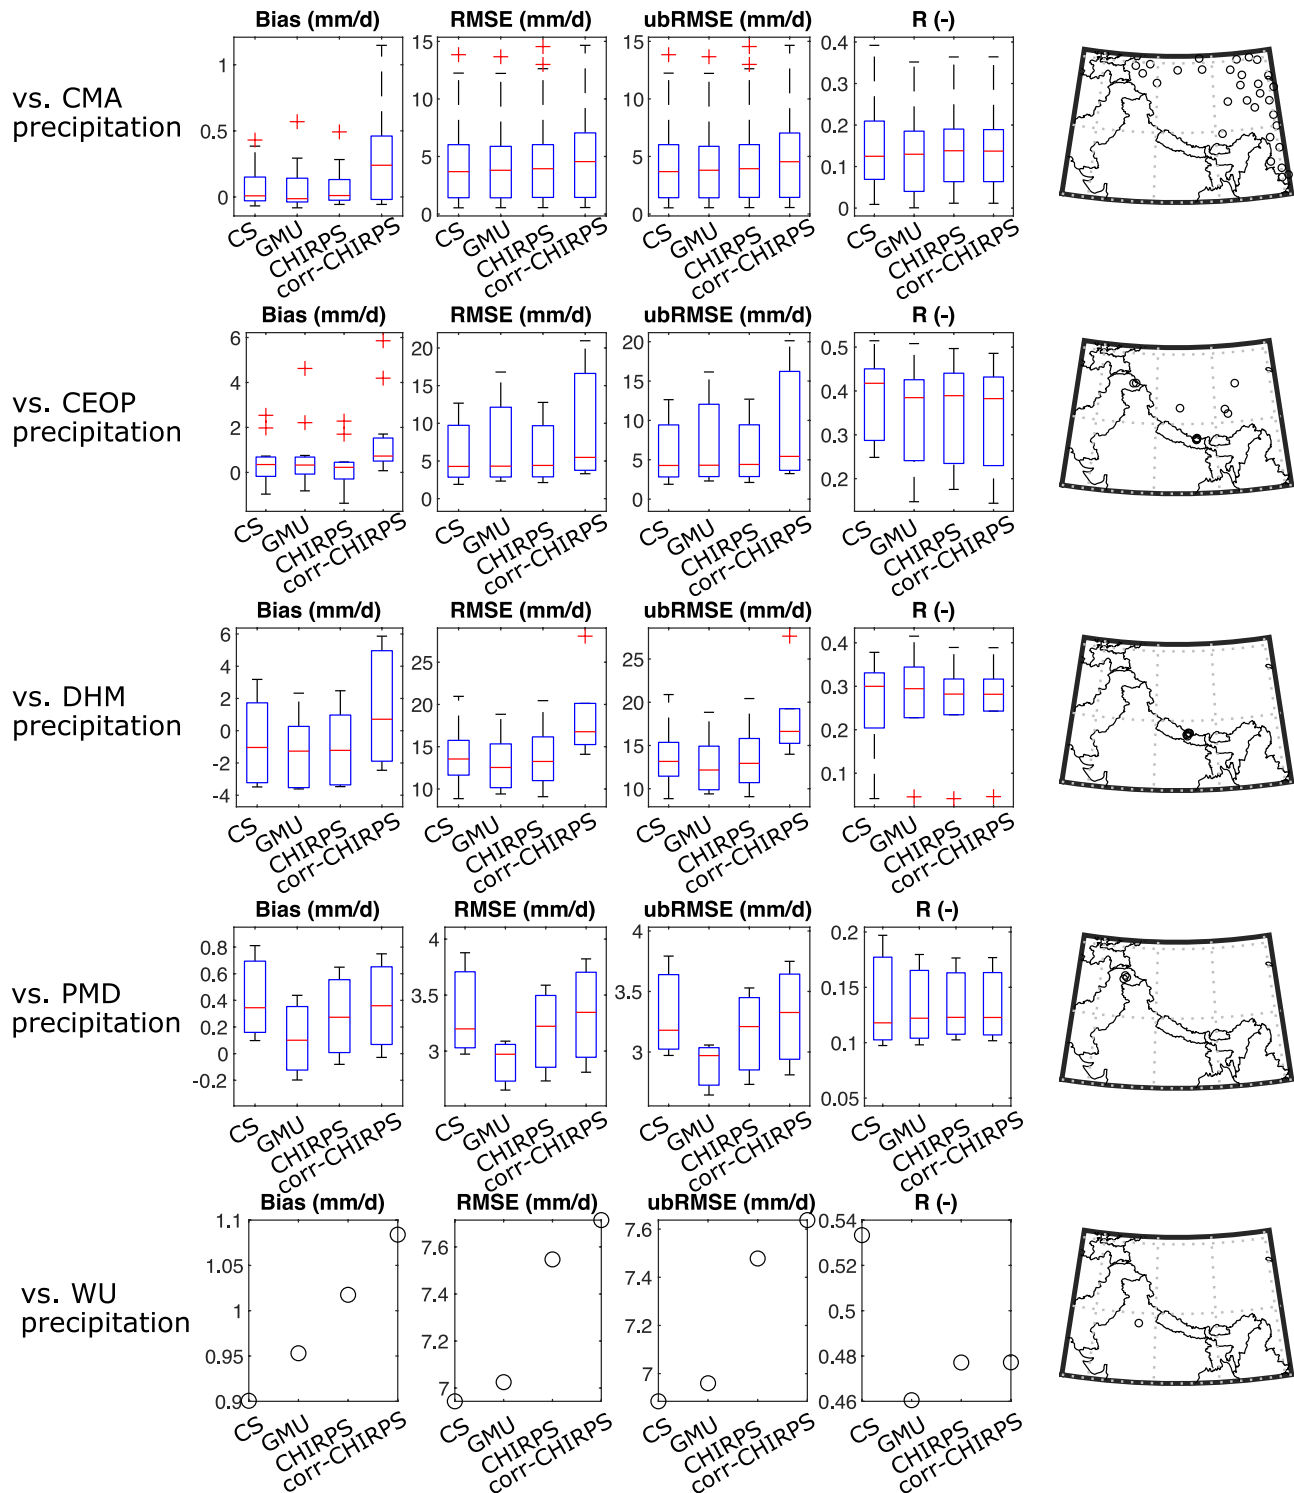 Bias (mm/d) RMSE (mm/d) ubRMSE (mm/d) R (-)
vs. CMA
precipitation
1
0.5
0
15
10
5
0
15
10
5
0
0.4
0.3
0.2
0.1
0
CS GMU CHIRPS corr-CHIRPS
CS GMU CHIRPS corr-CHIRPS
CS GMU CHIRPS corr-CHIRPS
CS GMU CHIRPS corr-CHIRPS
Bias (mm/d) RMSE (mm/d) ubRMSE (mm/d) R (-)
vs. CEOP
precipitation
6
4
2
0
20
15
10
5
0
20
15
10
5
0
0.5
0.4
0.3
0.2
CS GMU CHIRPS corr-CHIRPS
CS GMU CHIRPS corr-CHIRPS
CS GMU CHIRPS corr-CHIRPS
CS GMU CHIRPS corr-CHIRPS
Bias (mm/d) RMSE (mm/d) ubRMSE (mm/d) R (-)
vs. DHM
precipitation
6
4
2
0
-2
-4
25
20
15
10
25
20
15
10
0.4
0.3
0.2
0.1
CS GMU CHIRPS corr-CHIRPS
CS GMU CHIRPS corr-CHIRPS
CS GMU CHIRPS corr-CHIRPS
CS GMU CHIRPS corr-CHIRPS
Bias (mm/d) RMSE (mm/d) ubRMSE (mm/d) R (-)
vs. PMD
precipitation
0.8
0.6
0.4
0.2
0
-0.2
4
3.5
3
4
3.5
3
0.2
0.15
0.1
0.05
CS GMU CHIRPS corr-CHIRPS
CS GMU CHIRPS corr-CHIRPS
CS GMU CHIRPS corr-CHIRPS
CS GMU CHIRPS corr-CHIRPS
Bias (mm/d) RMSE (mm/d) ubRMSE (mm/d) R (-)
vs. WU
precipitation
1.1
1.05
1
0.95
0.9
7.6
7.4
7.2
7
7.6
7.4
7.2
7
0.54
0.52
0.5
0.48
0.46
CS GMU CHIRPS corr-CHIRPS
CS GMU CHIRPS corr-CHIRPS
CS GMU CHIRPS corr-CHIRPS
CS GMU CHIRPS corr-CHIRPS